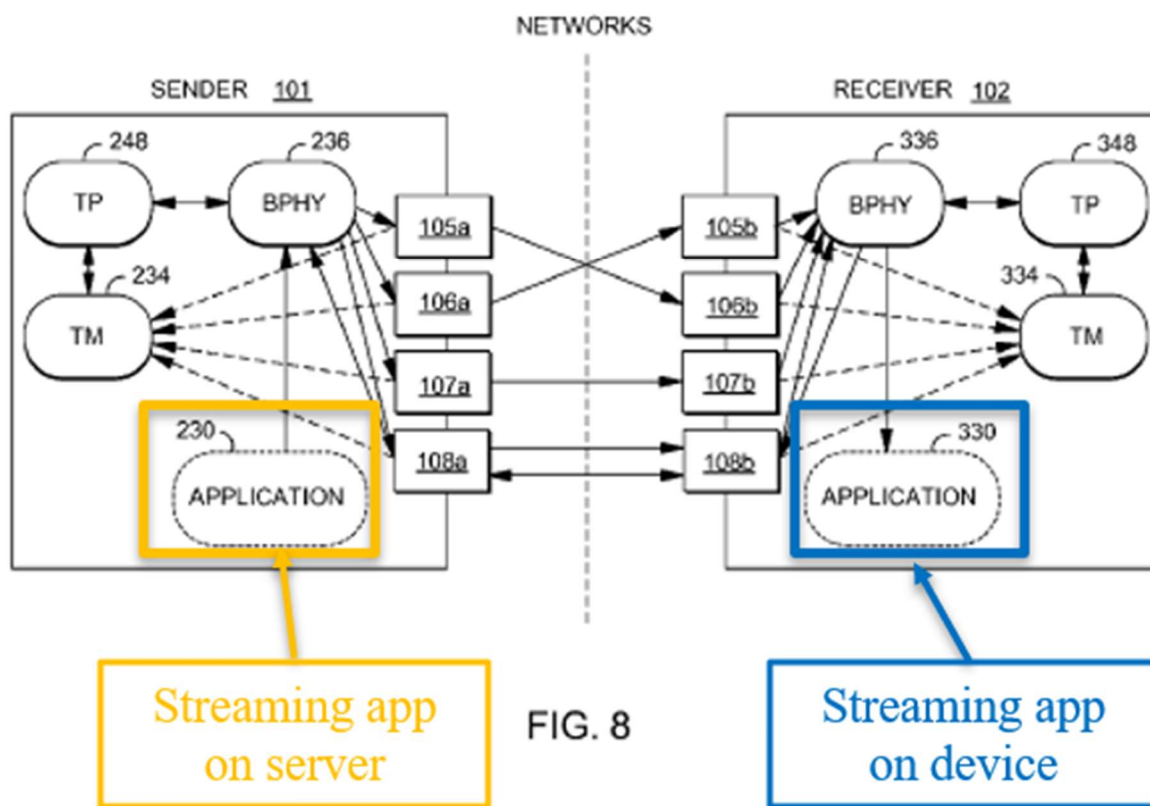 NETWORKS
SENDER 101
RECEIVER 102
248
236
336
348
TP
BPHY
BPHY
TP
105a
105b
234
106a
106b
334
TM
TM
107a
107b
230
330
108a
108b
APPLICATION
APPLICATION
Streaming app
on server
FIG. 8
Streaming app
on device